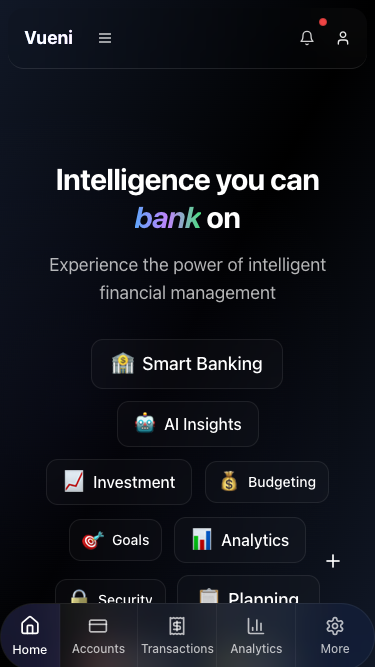 Vueni
Intelligence you can
bank on
Experience the power of intelligent
financial management
Smart Banking
AI Insights
Investment
Budgeting
Goals
Analytics
Security
Planning
Home
Accounts
Transactions
Analytics
More